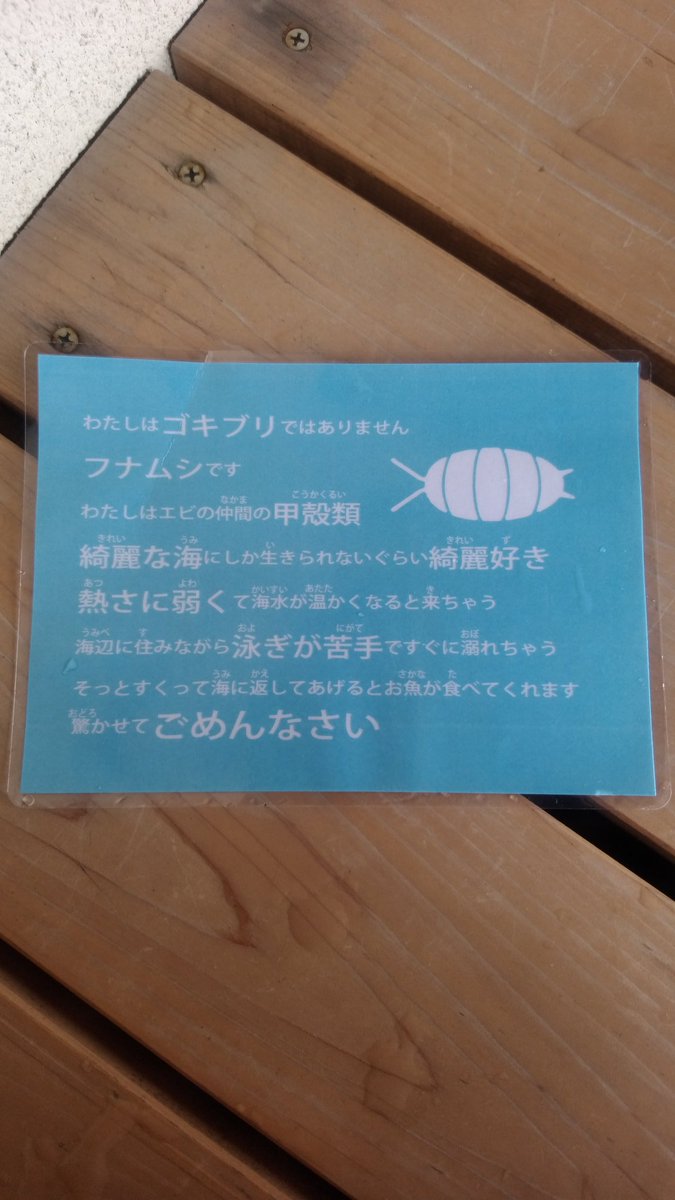 わたしはゴキブリではありません
フナムシです
わたしはエビの仲間の甲殻類
綺麗な海にしか生きられないぐらい綺麗好き
熱さに弱くて海水が温かくなると来ちゃう
海辺に住みながら泳ぎが苦手ですぐに溺れちゃう
そっとすくって海に返してあげるとお魚が食べてくれます
驚かせてごめんなさい